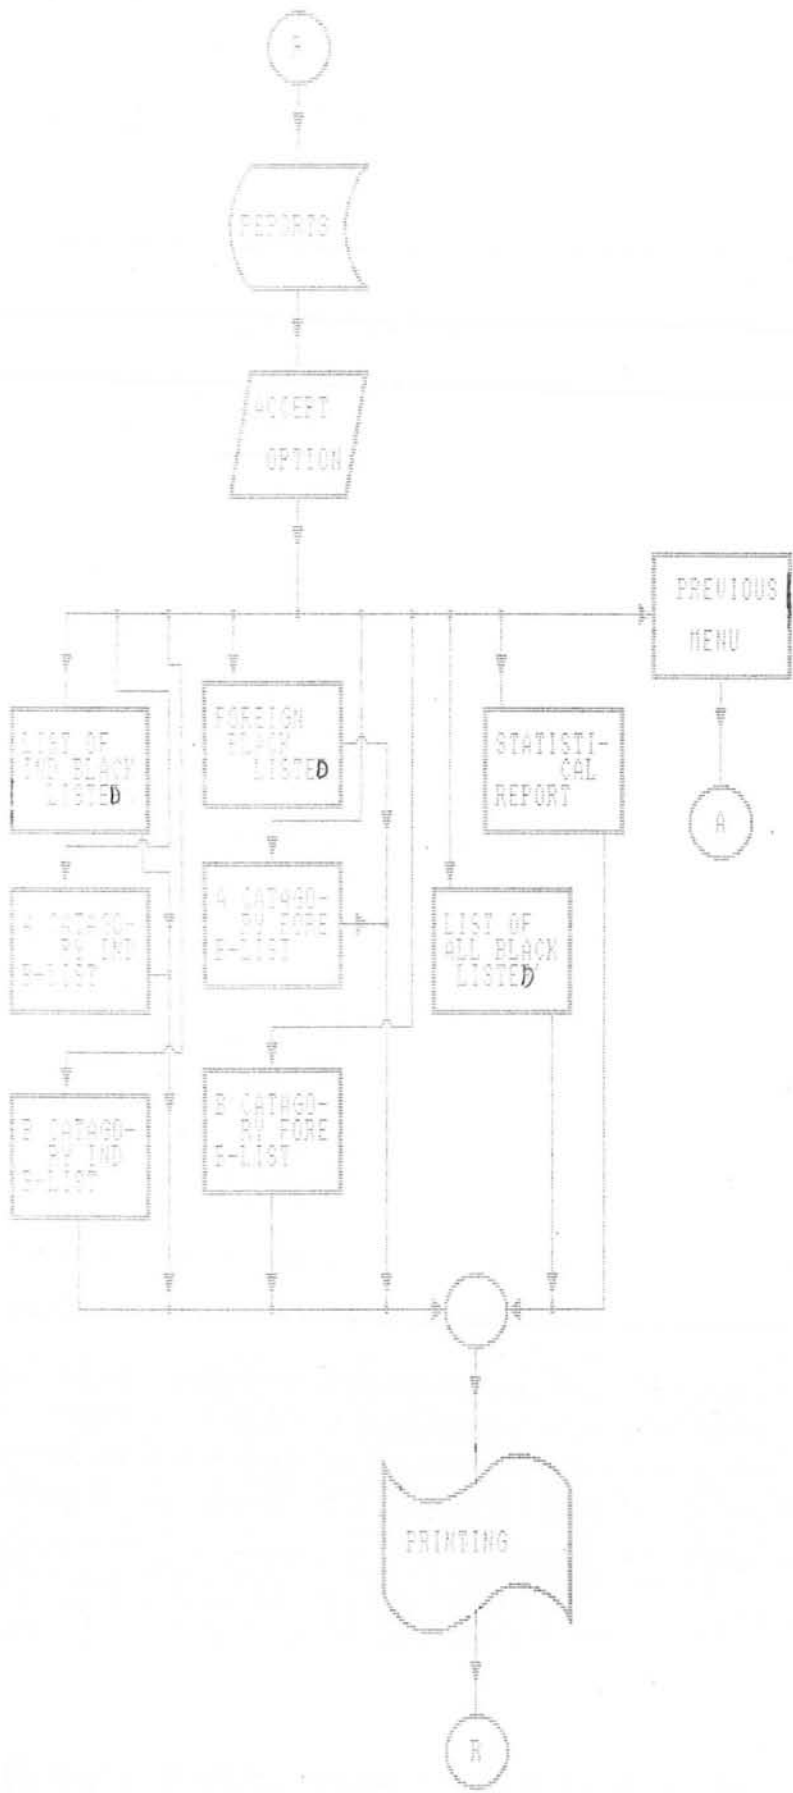 REPORTS
ACCEPT
OPTION
PREVIOUS
MENU
A
LIST OF
IND BLACK
LISTED
FOREIGN
BLACK
LISTED
STATISTI-
CAL
REPORT
A CATAGO-
RY IND
B-LIST
A CATAGO-
RY FORE
B-LIST
LIST OF
ALL BLACK
LISTED
B CATAGO-
RY IND
B-LIST
B CATAGO-
RY FORE
B-LIST
PRINTING
R